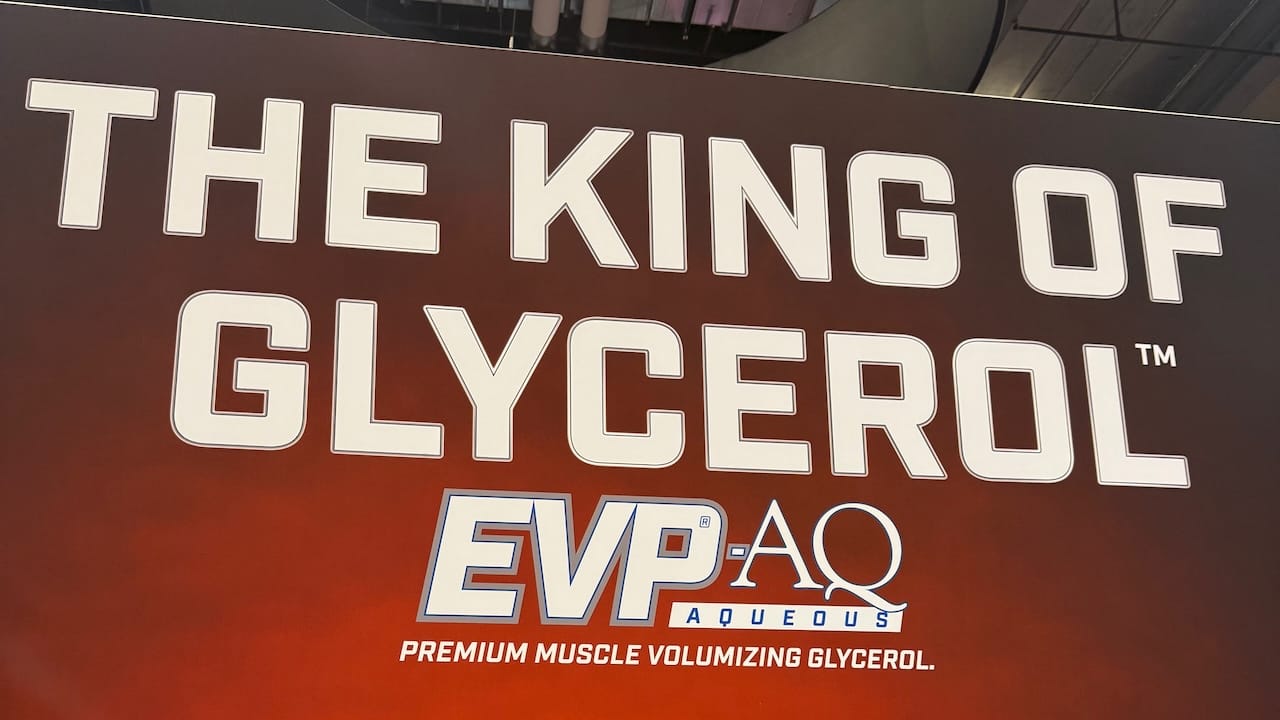 THE KING OF
GLYCEROL™
EVP®-AQ
AQUEOUS
PREMIUM MUSCLE VOLUMIZING GLYCEROL.